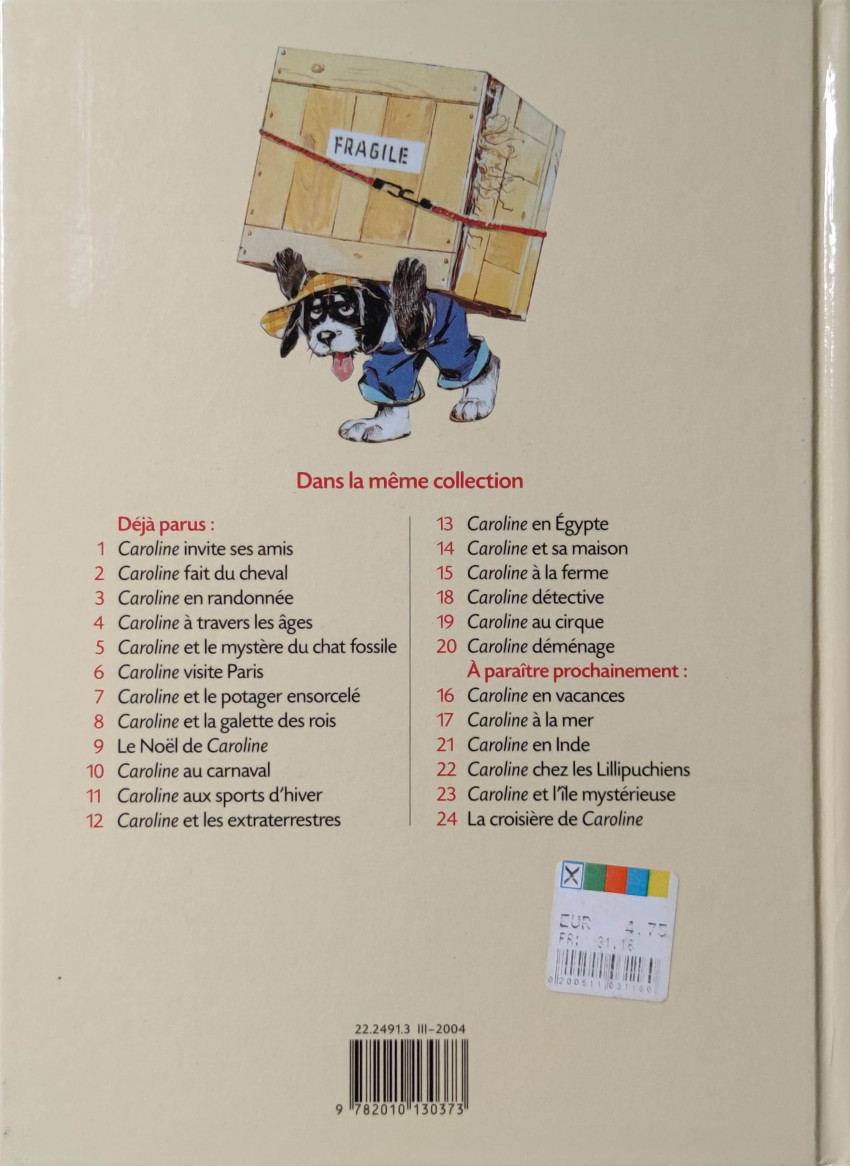 FRAGILE
Dans la même collection
Déjà parus :
1 Caroline invite ses amis
2 Caroline fait du cheval
3 Caroline en randonnée
4 Caroline à travers les âges
5 Caroline et le mystère du chat fossile
6 Caroline visite Paris
7 Caroline et le potager ensorcelé
8 Caroline et la galette des rois
9 Le Noël de Caroline
10 Caroline au carnaval
11 Caroline aux sports d'hiver
12 Caroline et les extraterrestres
13 Caroline en Égypte
14 Caroline et sa maison
15 Caroline à la ferme
18 Caroline détective
19 Caroline au cirque
20 Caroline déménage
À paraître prochainement :
16 Caroline en vacances
17 Caroline à la mer
21 Caroline en Inde
22 Caroline chez les Lillipuchiens
23 Caroline et l'île mystérieuse
24 La croisière de Caroline
EUR 4.75
FR: 31.16
22.2491.3 III–2004
9 782010 130373